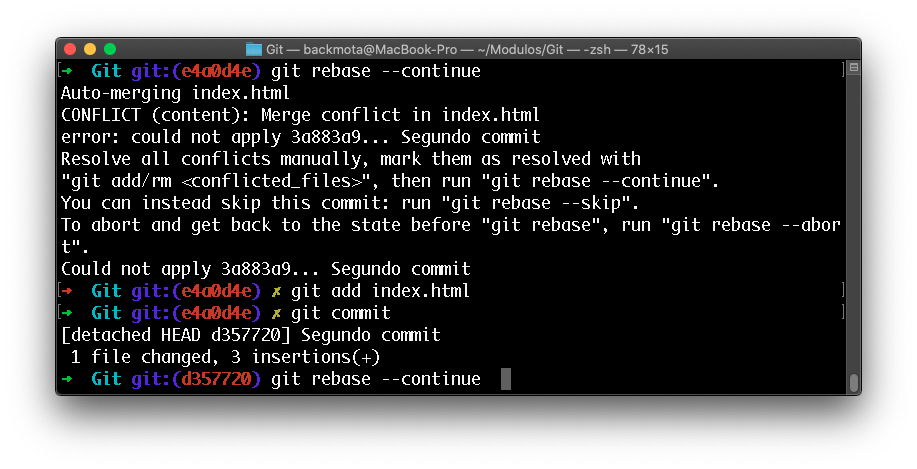 Git — backmota@MacBook-Pro — ~/Modulos/Git — -zsh — 78×15
[→  Git git:(e4a0d4e) git rebase --continue ]
Auto-merging index.html
CONFLICT (content): Merge conflict in index.html
error: could not apply 3a883a9... Segundo commit
Resolve all conflicts manually, mark them as resolved with
"git add/rm <conflicted_files>", then run "git rebase --continue".
You can instead skip this commit: run "git rebase --skip".
To abort and get back to the state before "git rebase", run "git rebase --abor
t".
Could not apply 3a883a9... Segundo commit
[→  Git git:(e4a0d4e) ✗ git add index.html ]
[→  Git git:(e4a0d4e) ✗ git commit ]
[detached HEAD d357720] Segundo commit
 1 file changed, 3 insertions(+)
→  Git git:(d357720) git rebase --continue